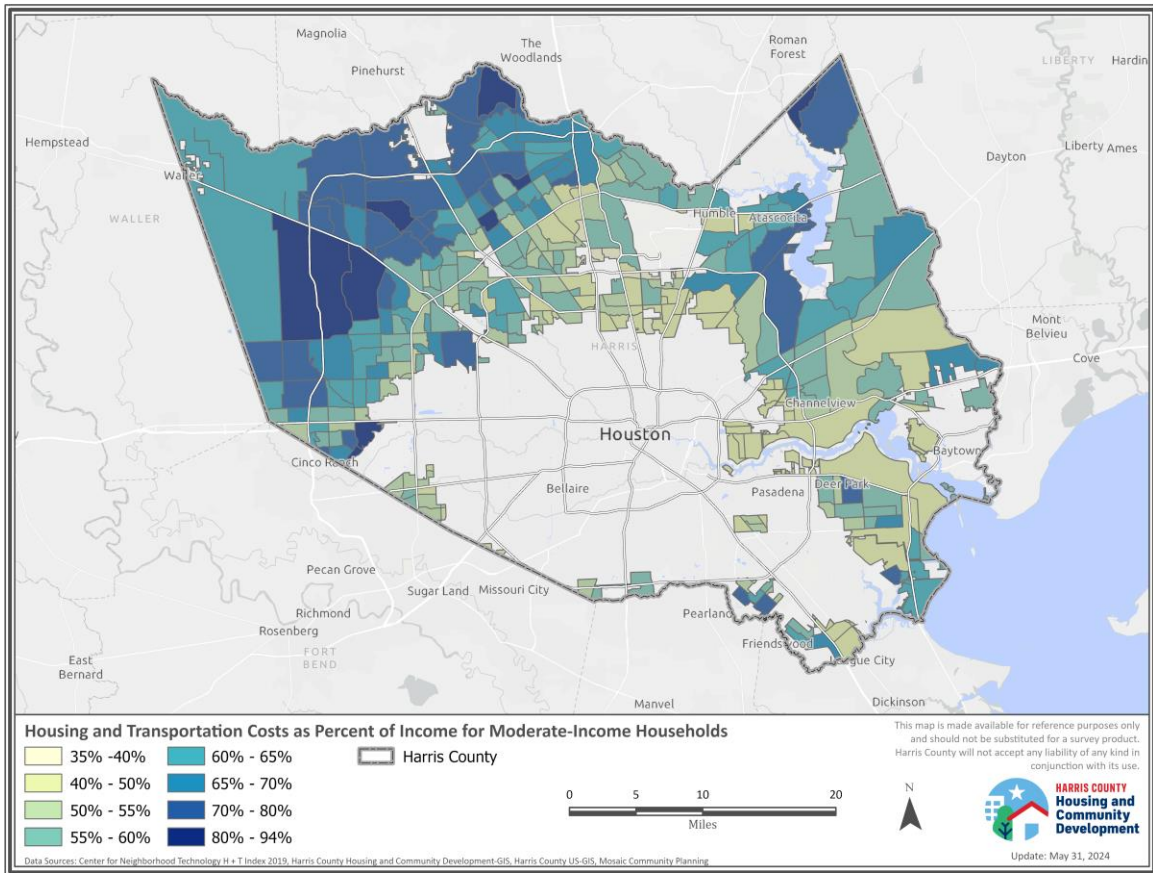 Magnolia
The
Woodlands
Roman
Forest
LIBERTY
Hardin
Pinehurst
Hempstead
Dayton
Liberty Ames
Waller
WALLER
Humble
Atascocita
Mont
Belvieu
Cove
HARRIS
Channelview
Houston
Cinco Ranch
Baytown
Bellaire
Pasadena
Deer Park
Pecan Grove
Sugar Land
Missouri City
Richmond
Pearland
Rosenberg
Friendswood
FORT
BEND
League City
East
Bernard
Manvel
Dickinson
Housing and Transportation Costs as Percent of Income for Moderate-Income Households
35% -40%
40% - 50%
50% - 55%
55% - 60%
60% - 65%
65% - 70%
70% - 80%
80% - 94%
Harris County
0 5 10 20
Miles
N
This map is made available for reference purposes only
and should not be substituted for a survey product.
Harris County will not accept any liability of any kind in
conjunction with its use.
HARRIS COUNTY
Housing and
Community
Development
Update: May 31, 2024
Data Sources: Center for Neighborhood Technology H + T Index 2019, Harris County Housing and Community Development-GIS, Harris County US-GIS, Mosaic Community Planning